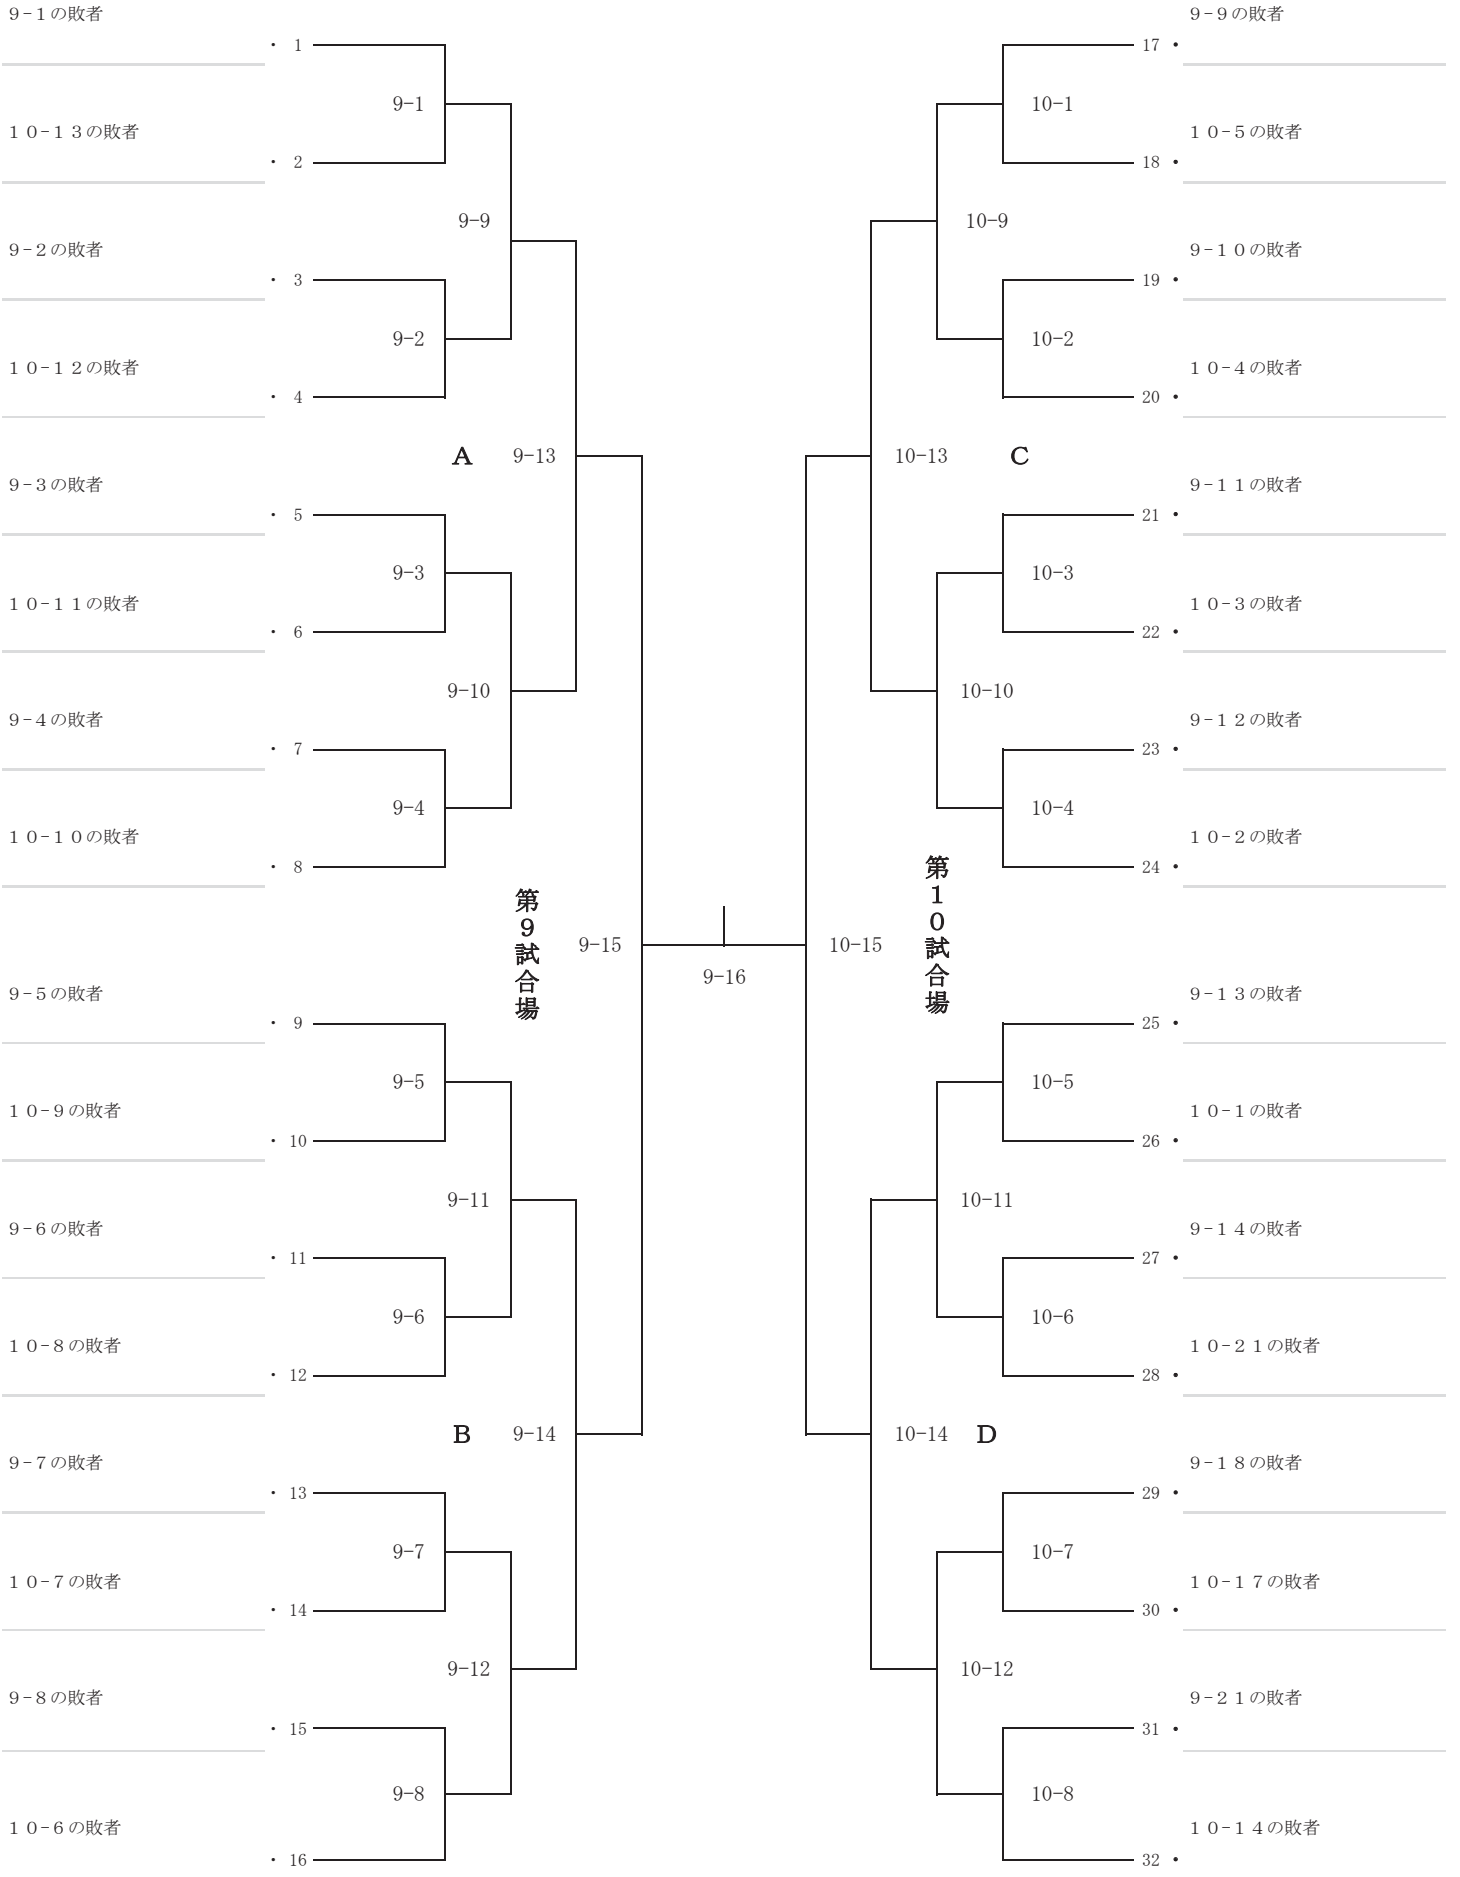 ９−１の敗者
・ 1
9−1
１０−１３の敗者
・ 2
9−9
９−２の敗者
・ 3
9−2
１０−１２の敗者
・ 4
A 9−13
９−３の敗者
・ 5
9−3
１０−１１の敗者
・ 6
9−10
９−４の敗者
・ 7
9−4
１０−１０の敗者
・ 8
第９試合場
9−15
９−５の敗者
・ 9
9−5
１０−９の敗者
・ 10
9−11
９−６の敗者
・ 11
9−6
１０−８の敗者
・ 12
B 9−14
９−７の敗者
・ 13
9−7
１０−７の敗者
・ 14
9−12
９−８の敗者
・ 15
9−8
１０−６の敗者
・ 16
9−16
９−９の敗者
17 ・
10−1
１０−５の敗者
18 ・
10−9
９−１０の敗者
19 ・
10−2
１０−４の敗者
20 ・
10−13 C
９−１１の敗者
21 ・
10−3
１０−３の敗者
22 ・
10−10
９−１２の敗者
23 ・
10−4
１０−２の敗者
24 ・
10−15
第１０試合場
９−１３の敗者
25 ・
10−5
１０−１の敗者
26 ・
10−11
９−１４の敗者
27 ・
10−6
１０−２１の敗者
28 ・
10−14 D
９−１８の敗者
29 ・
10−7
１０−１７の敗者
30 ・
10−12
９−２１の敗者
31 ・
10−8
１０−１４の敗者
32 ・